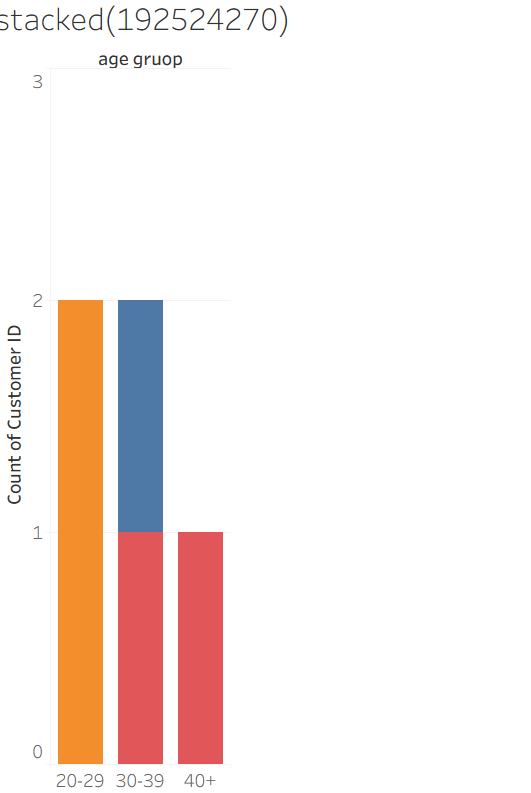 stacked(192524270)
age gruop
3
2
1
0
Count of Customer ID
20-29 30-39 40+